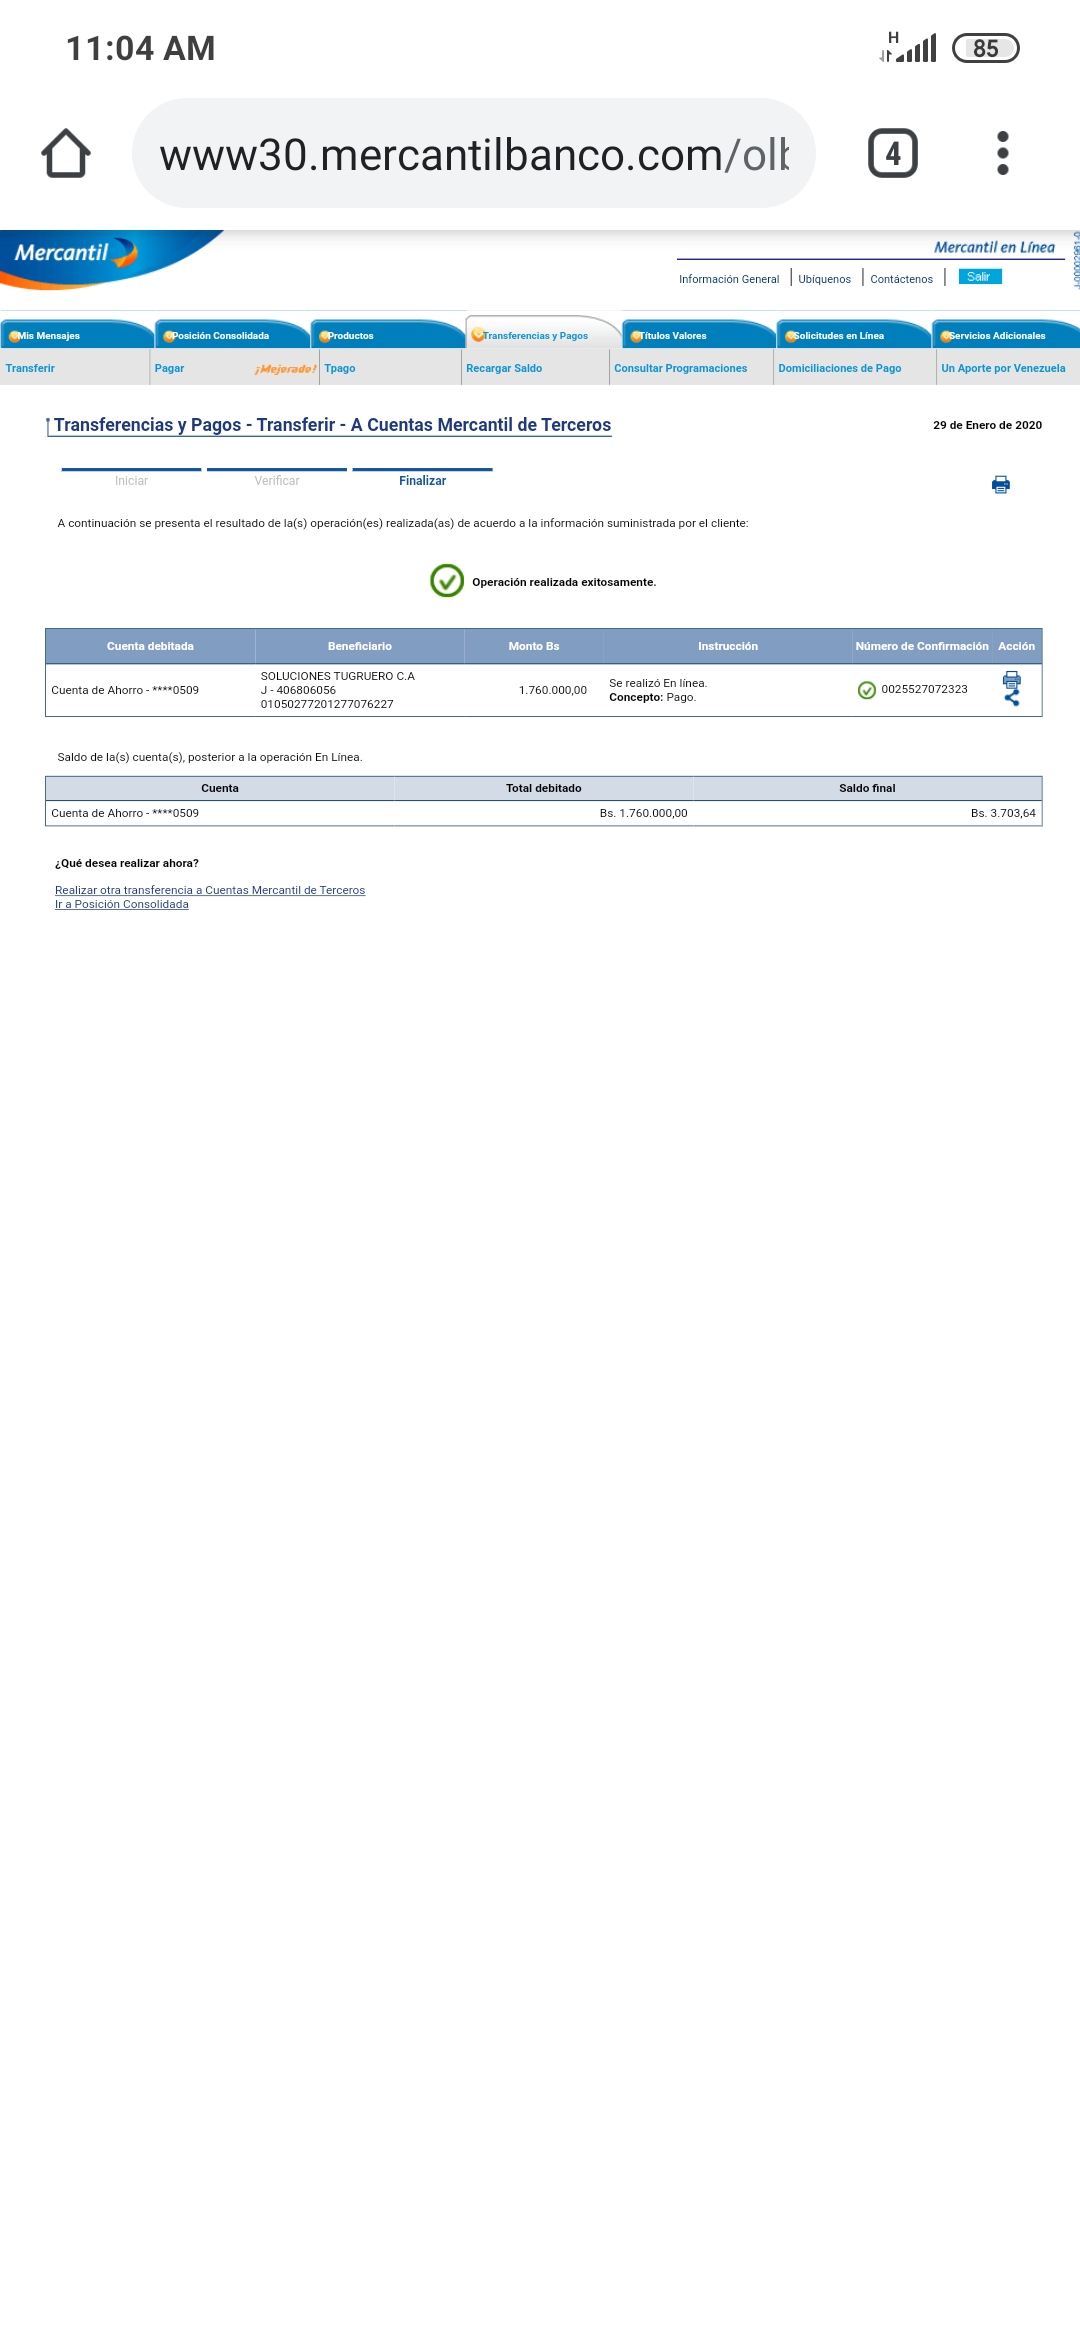 11:04 AM
H
85
www30.mercantilbanco.com/olb
4
Mercantil
Mercantil en Línea
J-00002961-0
Información General
Ubíquenos
Contáctenos
Salir
Mis Mensajes
Posición Consolidada
Productos
Transferencias y Pagos
Títulos Valores
Solicitudes en Línea
Servicios Adicionales
Transferir
Pagar
¡Mejorado!
Tpago
Recargar Saldo
Consultar Programaciones
Domiciliaciones de Pago
Un Aporte por Venezuela
Transferencias y Pagos - Transferir - A Cuentas Mercantil de Terceros
29 de Enero de 2020
Iniciar
Verificar
Finalizar
A continuación se presenta el resultado de la(s) operación(es) realizada(as) de acuerdo a la información suministrada por el cliente:
Operación realizada exitosamente.
Cuenta debitada
Beneficiario
Monto Bs
Instrucción
Número de Confirmación
Acción
Cuenta de Ahorro - ****0509
SOLUCIONES TUGRUERO C.A
J - 406806056
01050277201277076227
1.760.000,00
Se realizó En línea.
Concepto: Pago.
0025527072323
Saldo de la(s) cuenta(s), posterior a la operación En Línea.
Cuenta
Total debitado
Saldo final
Cuenta de Ahorro - ****0509
Bs. 1.760.000,00
Bs. 3.703,64
¿Qué desea realizar ahora?
Realizar otra transferencia a Cuentas Mercantil de Terceros
Ir a Posición Consolidada